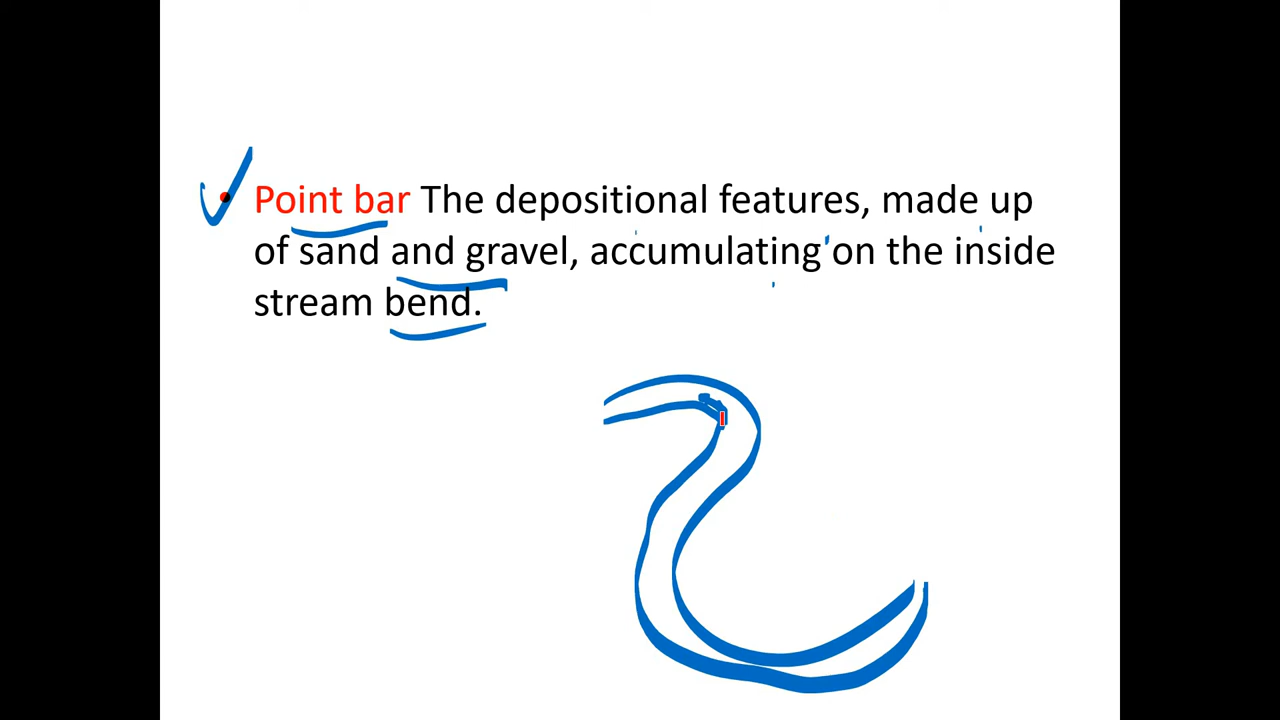 • Point bar The depositional features, made up
of sand and gravel, accumulating on the inside
stream bend.